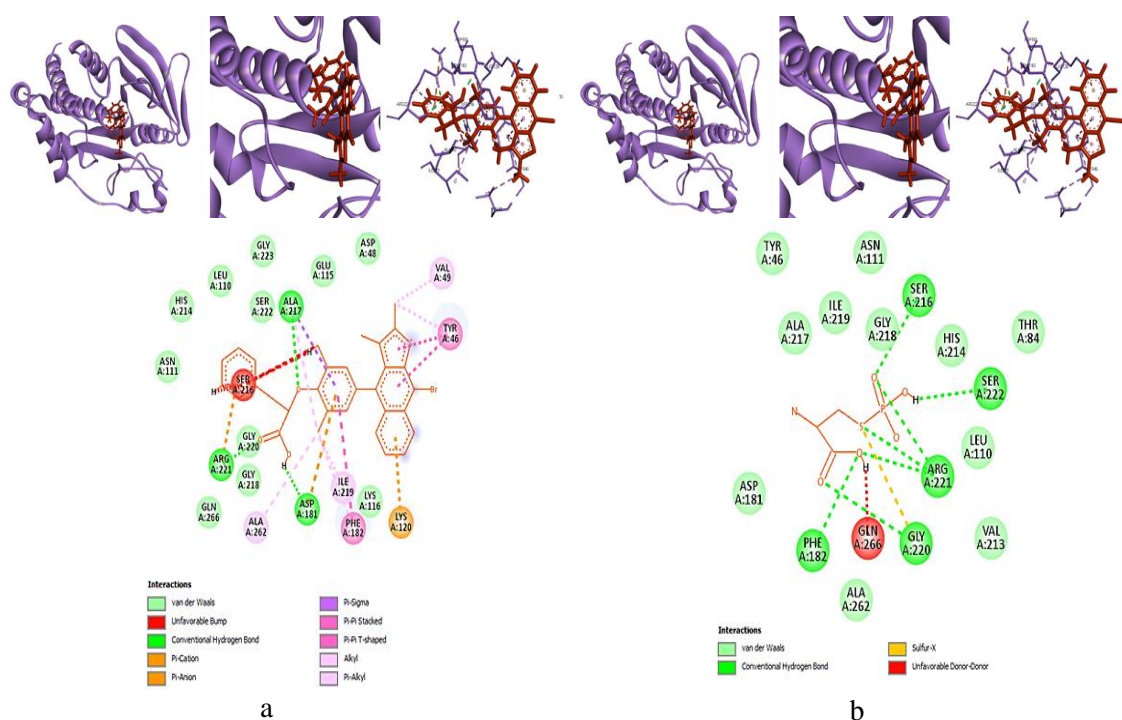 GLY
A:223
ASP
A:48
LEU
A:110
GLU
A:115
VAL
A:49
HIS
A:214
SER
A:222
ALA
A:217
TYR
A:46
ASN
A:111
H
SER
A:216
H
Br
GLY
A:220
ARG
A:221
GLY
A:218
H
GLN
A:266
ALA
A:262
ASP
A:181
ILE
A:219
LYS
A:116
PHE
A:182
LYS
A:120
Interactions
van der Waals
Unfavorable Bump
Conventional Hydrogen Bond
Pi-Cation
Pi-Anion
Pi-Sigma
Pi-Pi Stacked
Pi-Pi T-shaped
Alkyl
Pi-Alkyl
a
TYR
A:46
ASN
A:111
SER
A:216
ALA
A:217
ILE
A:219
GLY
A:218
HIS
A:214
THR
A:84
SER
A:222
O
P
O
H
N
S
O
LEU
A:110
O
O
H
ARG
A:221
ASP
A:181
PHE
A:182
GLN
A:266
GLY
A:220
VAL
A:213
ALA
A:262
Interactions
van der Waals
Conventional Hydrogen Bond
Sulfur-X
Unfavorable Donor-Donor
b